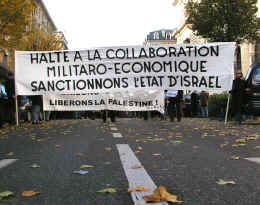 HALTE A LA COLLABORATION
MILITARO-ECONOMIQUE
SANCTIONNONS L'ETAT D'ISRAEL
LIBERONS LA PALESTINE !